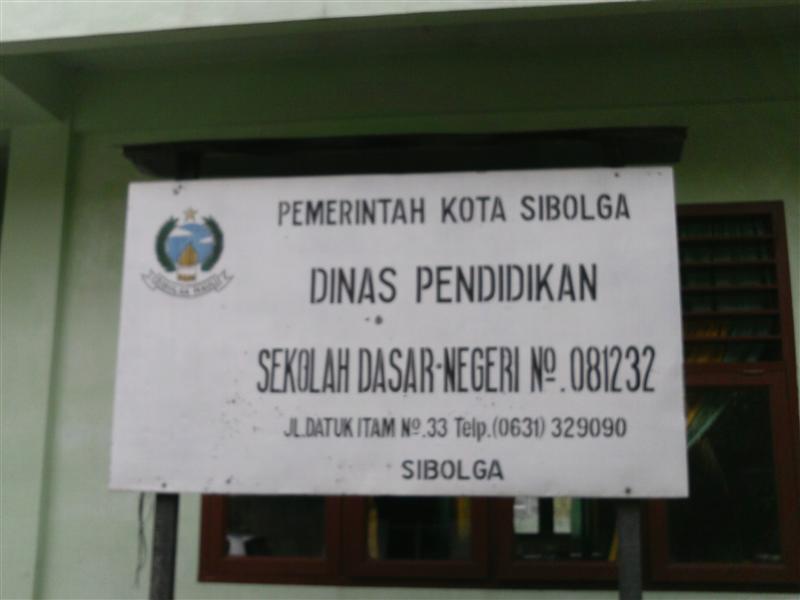 PEMERINTAH KOTA SIBOLGA
DINAS PENDIDIKAN
SEKOLAH DASAR-NEGERI Nº.081232
JL.DATUK ITAM Nº.33 Telp.(0631) 329090
SIBOLGA